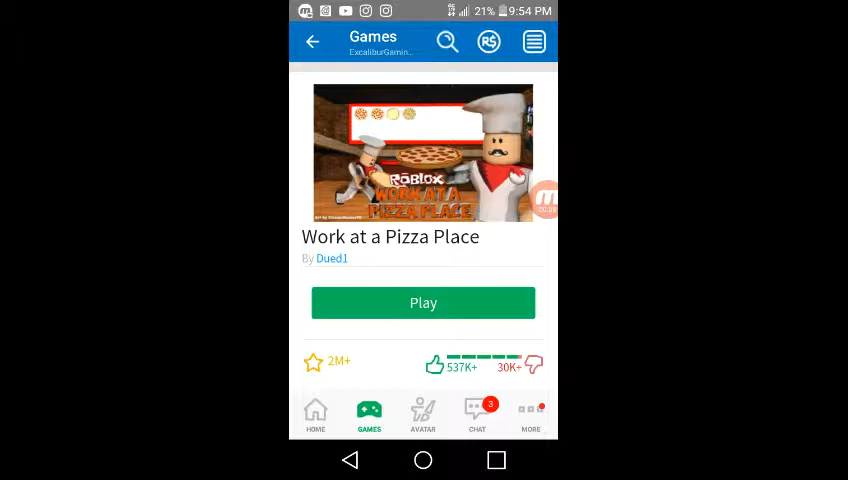 21% 9:54 PM
Games
ExcaliburGamin...
R$
ROBLOX
WORK AT A
PIZZA PLACE
Work at a Pizza Place
By Dued1
Play
2M+
537K+ 30K+
3
HOME GAMES AVATAR CHAT MORE